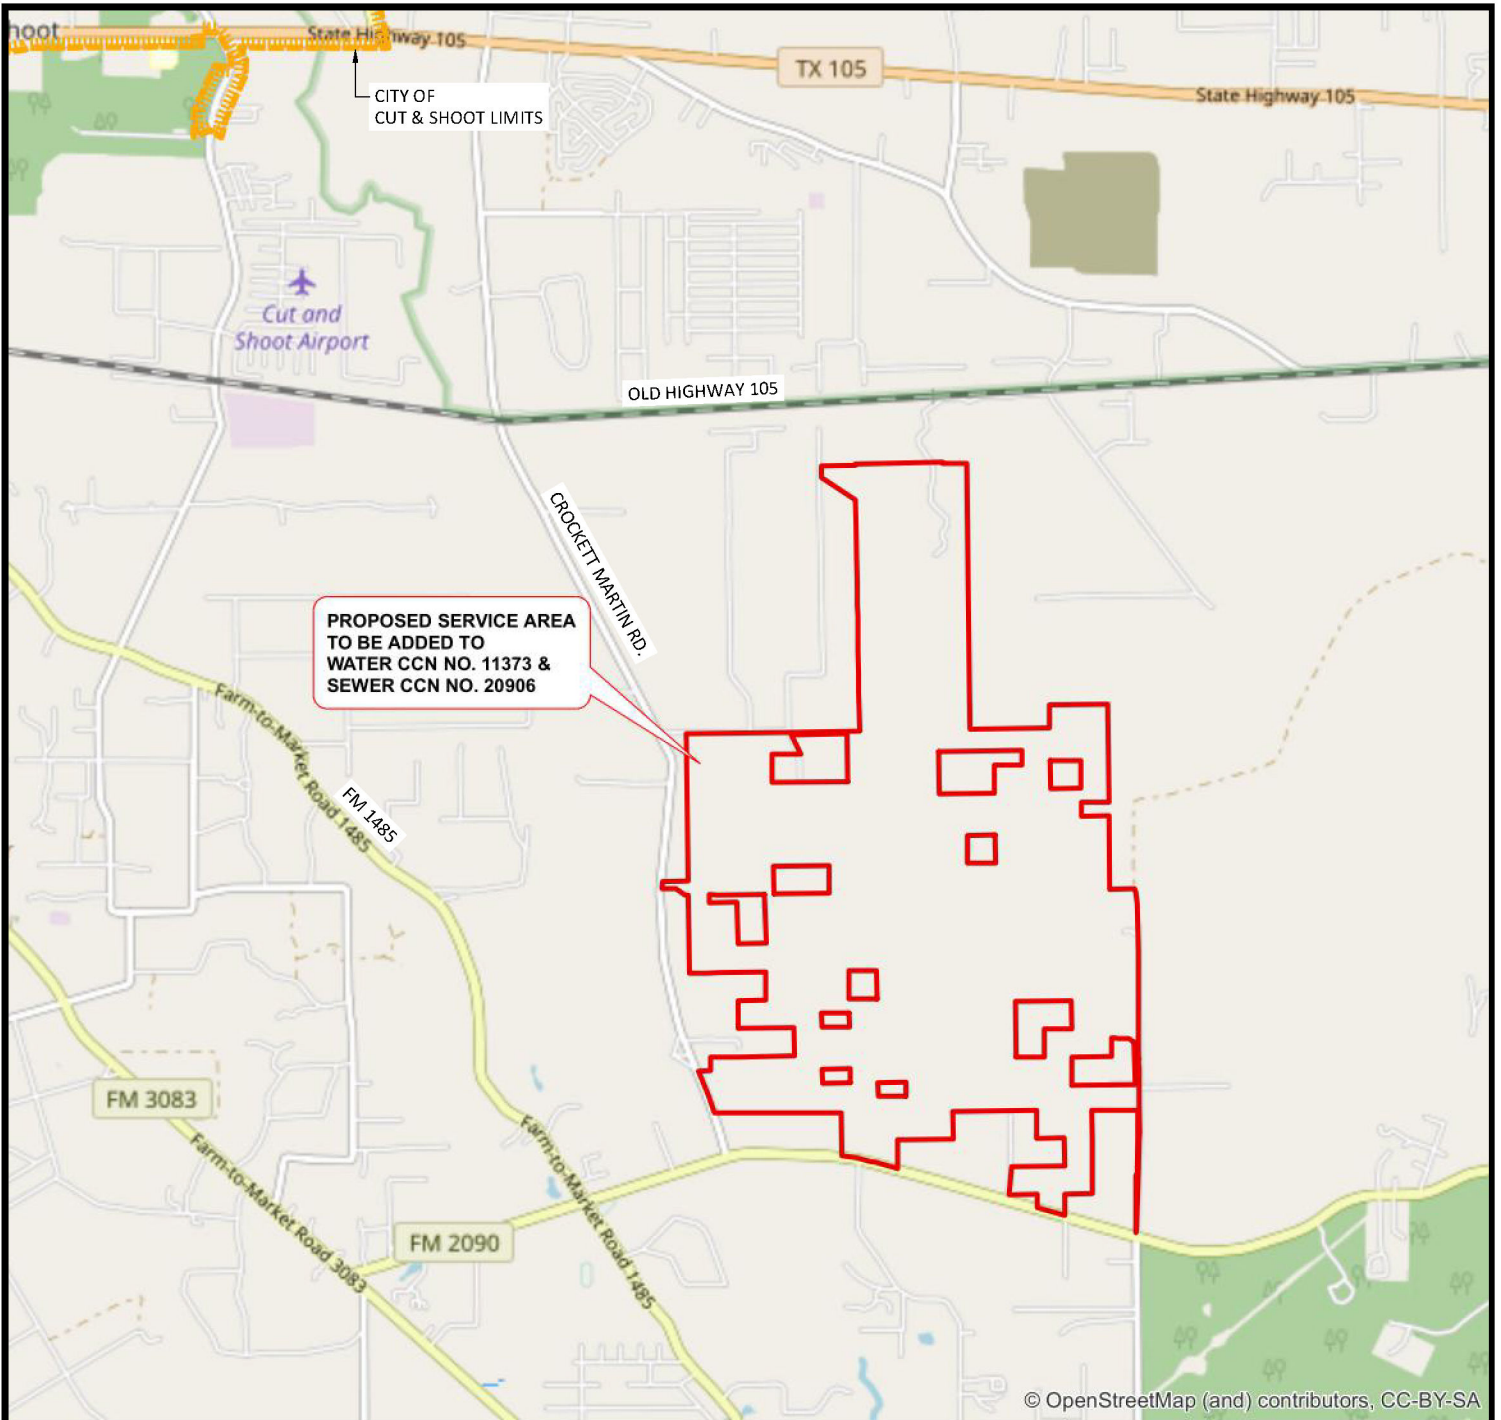 hoot
State Highway 105
TX 105
State Highway 105
CITY OF
CUT & SHOOT LIMITS
Cut and
Shoot Airport
OLD HIGHWAY 105
CROCKETT MARTIN RD.
PROPOSED SERVICE AREA
TO BE ADDED TO
WATER CCN NO. 11373 &
SEWER CCN NO. 20906
Farm-to-Market Road 1485
FM 1485
FM 3083
Farm-to-Market Road 3083
FM 2090
Farm-to-Market Road 1485
© OpenStreetMap (and) contributors, CC-BY-SA